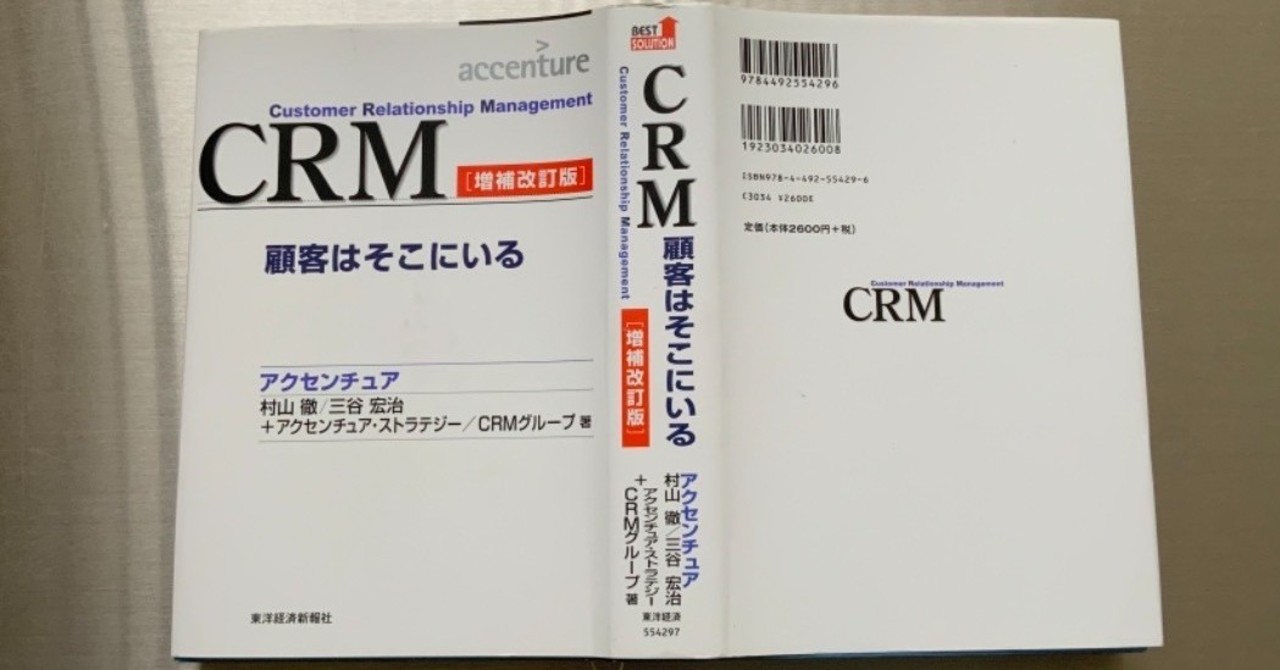 accenture
Customer Relationship Management
CRM
[増補改訂版]
顧客はそこにいる
アクセンチュア
村山 徹/三谷 宏治
+アクセンチュア・ストラテジー/CRMグループ 著
東洋経済新報社
BEST
SOLUTION
CRM
Customer Relationship Management
顧客はそこにいる
[増補改訂版]
アクセンチュア
村山 徹/三谷 宏治
アクセンチュア・ストラテジー
+CRMグループ 著
東洋経済
554297
9784492554296
1923034026008
ISBN978-4-492-55429-6
C3034 ¥2600E
定価(本体2600円+税)
Customer Relationship Management
CRM